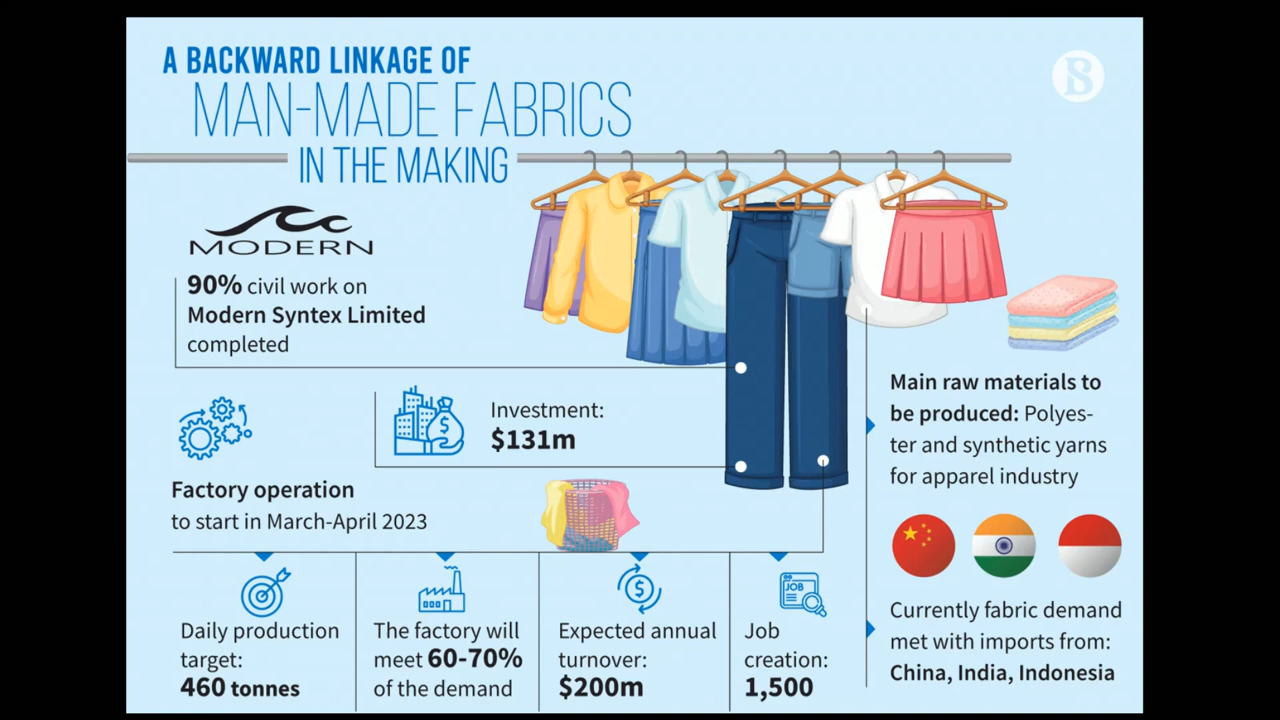 A BACKWARD LINKAGE OF
MAN-MADE FABRICS
IN THE MAKING
MODERN
90% civil work on
Modern Syntex Limited
completed
Investment:
$131m
Factory operation
to start in March-April 2023
Daily production
target:
460 tonnes
The factory will
meet 60-70%
of the demand
Expected annual
turnover:
$200m
JOB
Job
creation:
1,500
Main raw materials to
be produced: Polyes-
ter and synthetic yarns
for apparel industry
Currently fabric demand
met with imports from:
China, India, Indonesia